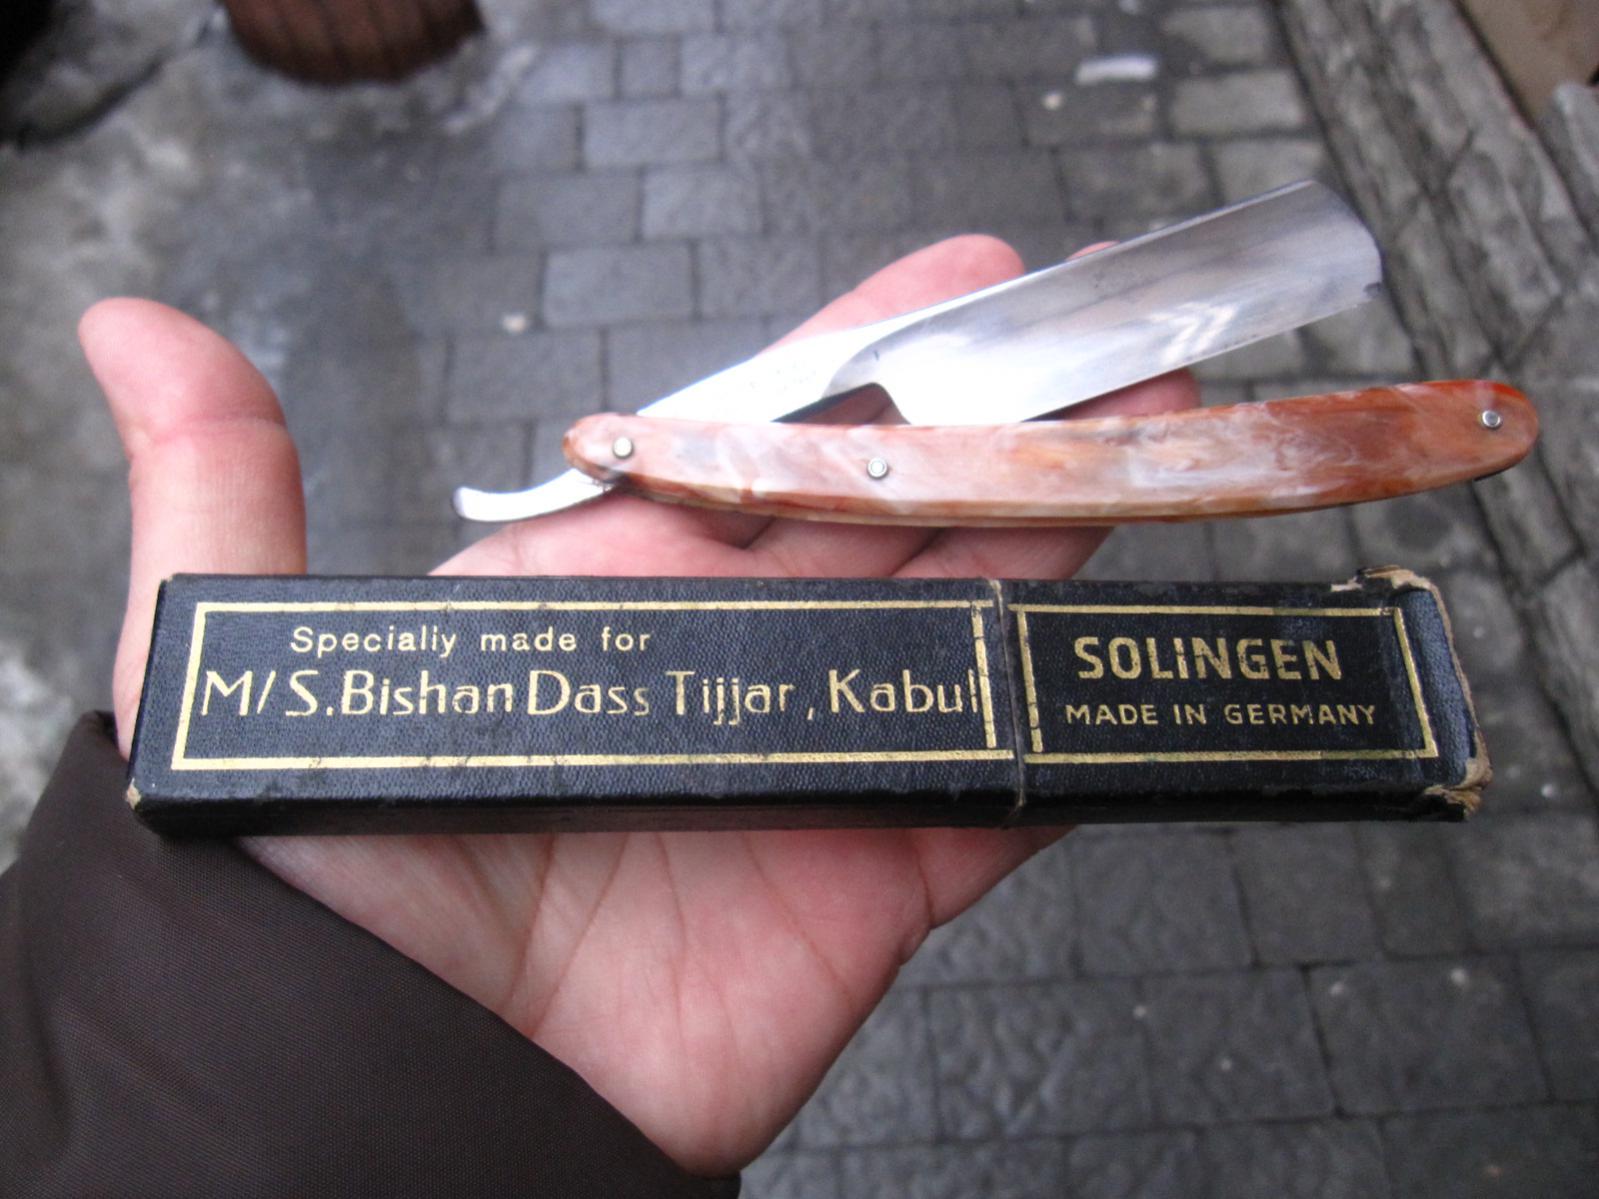 Specially made for
M/S.Bishan Dass Tijjar, Kabul
SOLINGEN
MADE IN GERMANY